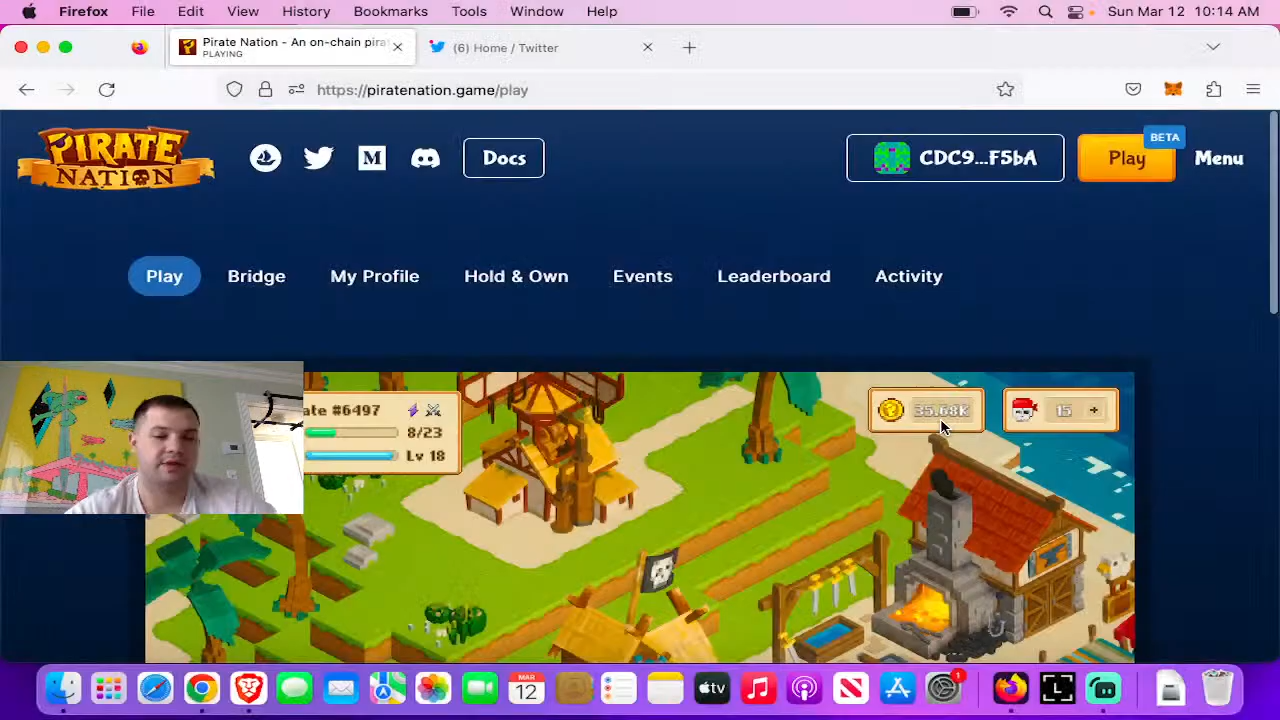 Firefox File Edit View History Bookmarks Tools Window Help Sun Mar 12 10:14 AM
Pirate Nation - An on-chain pira
PLAYING
(6) Home / Twitter
https://piratenation.game/play
PIRATE
NATION
M
Docs
CDC9...F5bA
Play
BETA
Menu
Play Bridge My Profile Hold & Own Events Leaderboard Activity
ate #6497
8/23
Lv 18
35.68K
15 +
MAR
12
tv
1